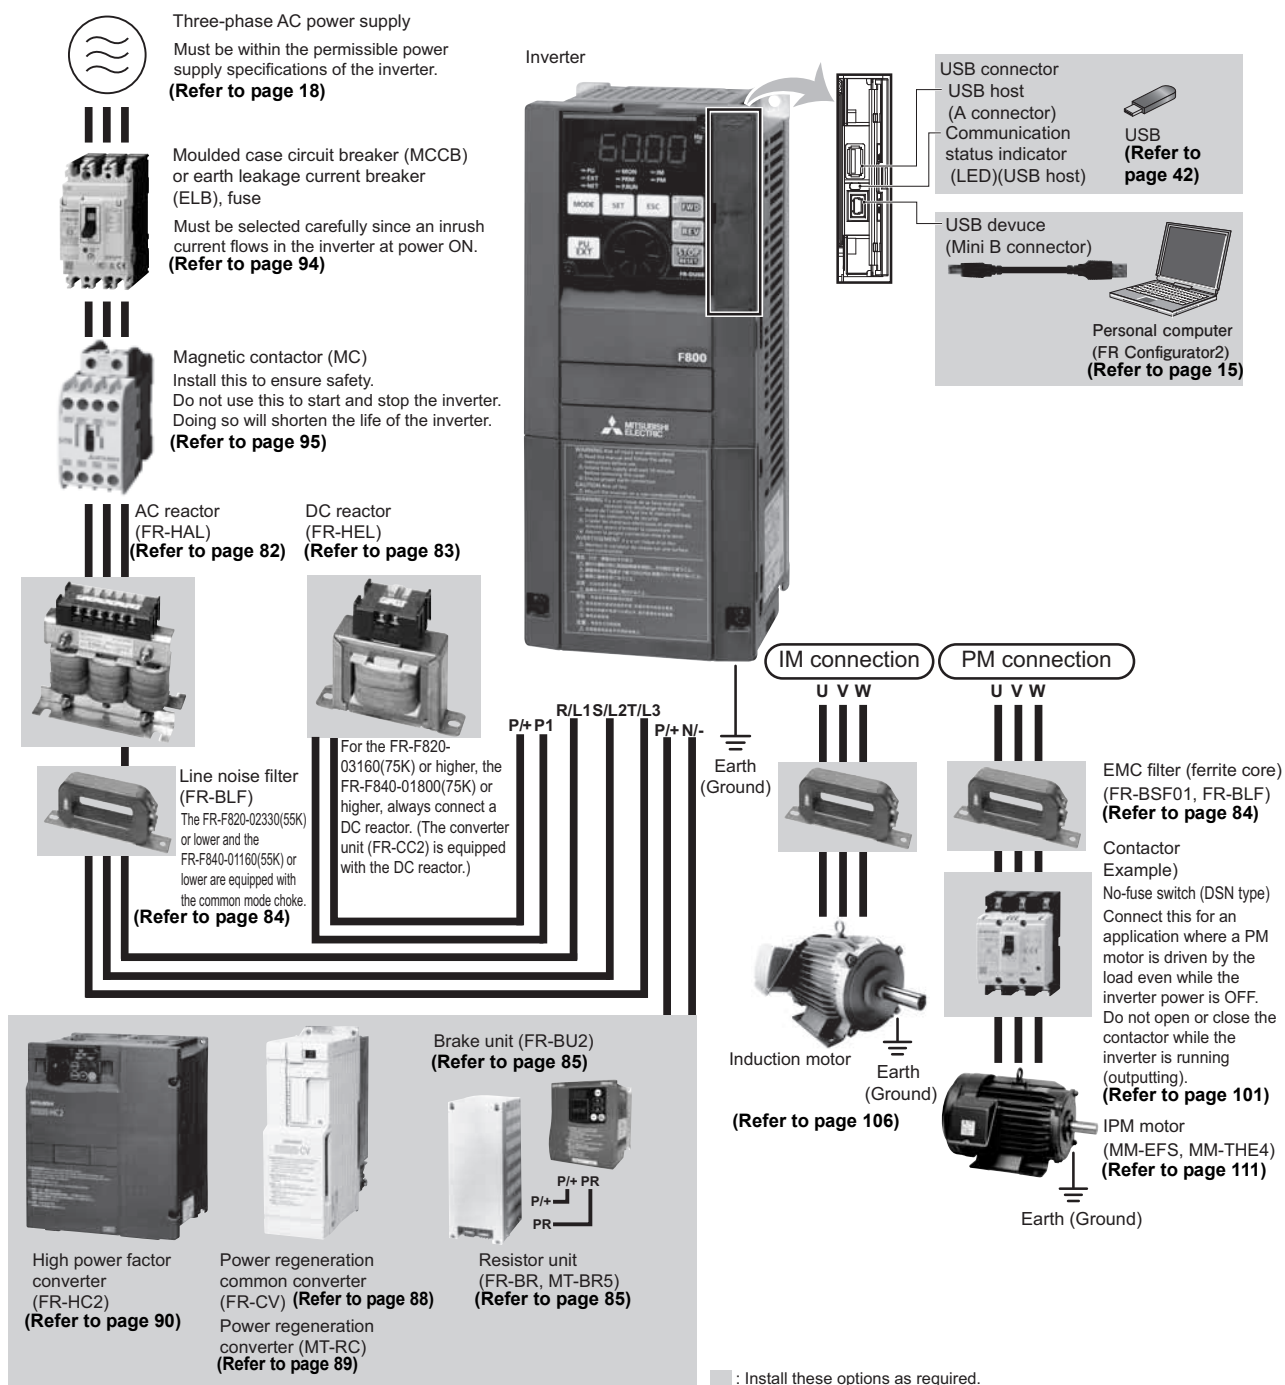 Three-phase AC power supply
Must be within the permissible power
supply specifications of the inverter.
(Refer to page 18)
Moulded case circuit breaker (MCCB)
or earth leakage current breaker
(ELB), fuse
Must be selected carefully since an inrush
current flows in the inverter at power ON.
(Refer to page 94)
Magnetic contactor (MC)
Install this to ensure safety.
Do not use this to start and stop the inverter.
Doing so will shorten the life of the inverter.
(Refer to page 95)
AC reactor
(FR-HAL)
(Refer to page 82)
DC reactor
(FR-HEL)
(Refer to page 83)
Inverter
60.00
PU
EXT
NET
MON
PRM
P.RUN
IM
PM
MODE
SET
ESC
FWD
PU
EXT
REV
STOP
RESET
F800
MITSUBISHI
ELECTRIC
USB connector
USB host
(A connector)
Communication
status indicator
(LED)(USB host)
USB
(Refer to
page 42)
USB devuce
(Mini B connector)
Personal computer
(FR Configurator2)
(Refer to page 15)
Line noise filter
(FR-BLF)
The FR-F820-02330(55K)
or lower and the
FR-F840-01160(55K) or
lower are equipped with
the common mode choke.
(Refer to page 84)
For the FR-F820-
03160(75K) or higher, the
FR-F840-01800(75K) or
higher, always connect a
DC reactor. (The converter
unit (FR-CC2) is equipped
with the DC reactor.)
P/+ P1
R/L1 S/L2 T/L3
P/+ N/-
Earth
(Ground)
IM connection
U V W
PM connection
U V W
EMC filter (ferrite core)
(FR-BSF01, FR-BLF)
(Refer to page 84)
Contactor
Example)
No-fuse switch (DSN type)
Connect this for an
application where a PM
motor is driven by the
load even while the
inverter power is OFF.
Do not open or close the
contactor while the
inverter is running
(outputting).
(Refer to page 101)
Induction motor
Earth
(Ground)
(Refer to page 106)
IPM motor
(MM-EFS, MM-THE4)
(Refer to page 111)
Earth (Ground)
High power factor
converter
(FR-HC2)
(Refer to page 90)
Power regeneration
common converter
(FR-CV) (Refer to page 88)
Power regeneration
converter (MT-RC)
(Refer to page 89)
Brake unit (FR-BU2)
(Refer to page 85)
P/+ PR
P/+
PR
Resistor unit
(FR-BR, MT-BR5)
(Refer to page 85)
: Install these options as required.